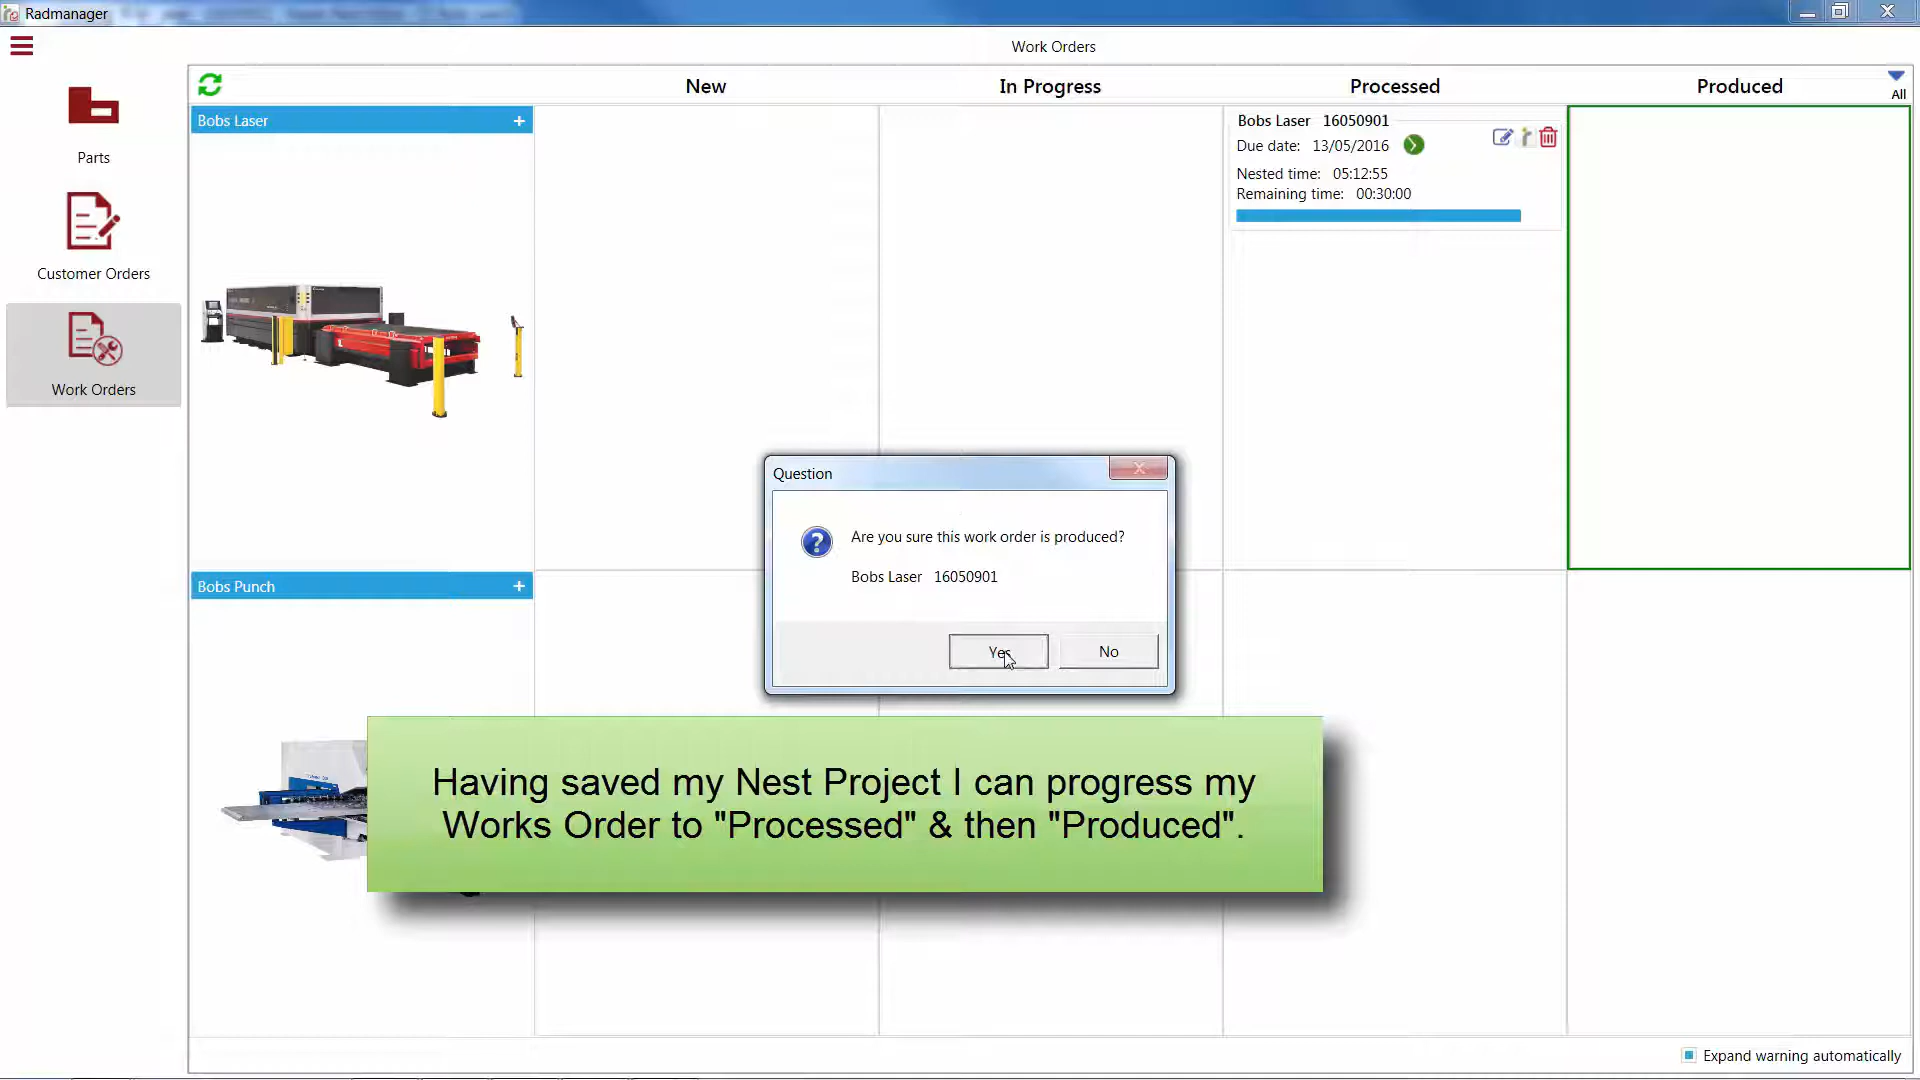 Radmanager
Work Orders
New
In Progress
Processed
Produced
All
Parts
Customer Orders
Work Orders
Bobs Laser +
Bobs Laser 16050901
Due date: 13/05/2016
Nested time: 05:12:55
Remaining time: 00:30:00
Bobs Punch +
Question
Are you sure this work order is produced?
Bobs Laser 16050901
Yes
No
Having saved my Nest Project I can progress my
Works Order to "Processed" & then "Produced".
Expand warning automatically